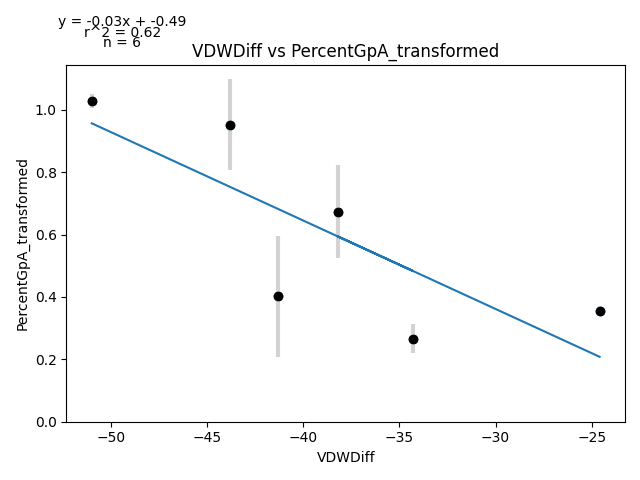 y = -0.03x + -0.49
r^2 = 0.62
n = 6
VDWDiff vs PercentGpA_transformed
PercentGpA_transformed
1.0
0.8
0.6
0.4
0.2
0.0
−50
−45
−40
−35
−30
−25
VDWDiff